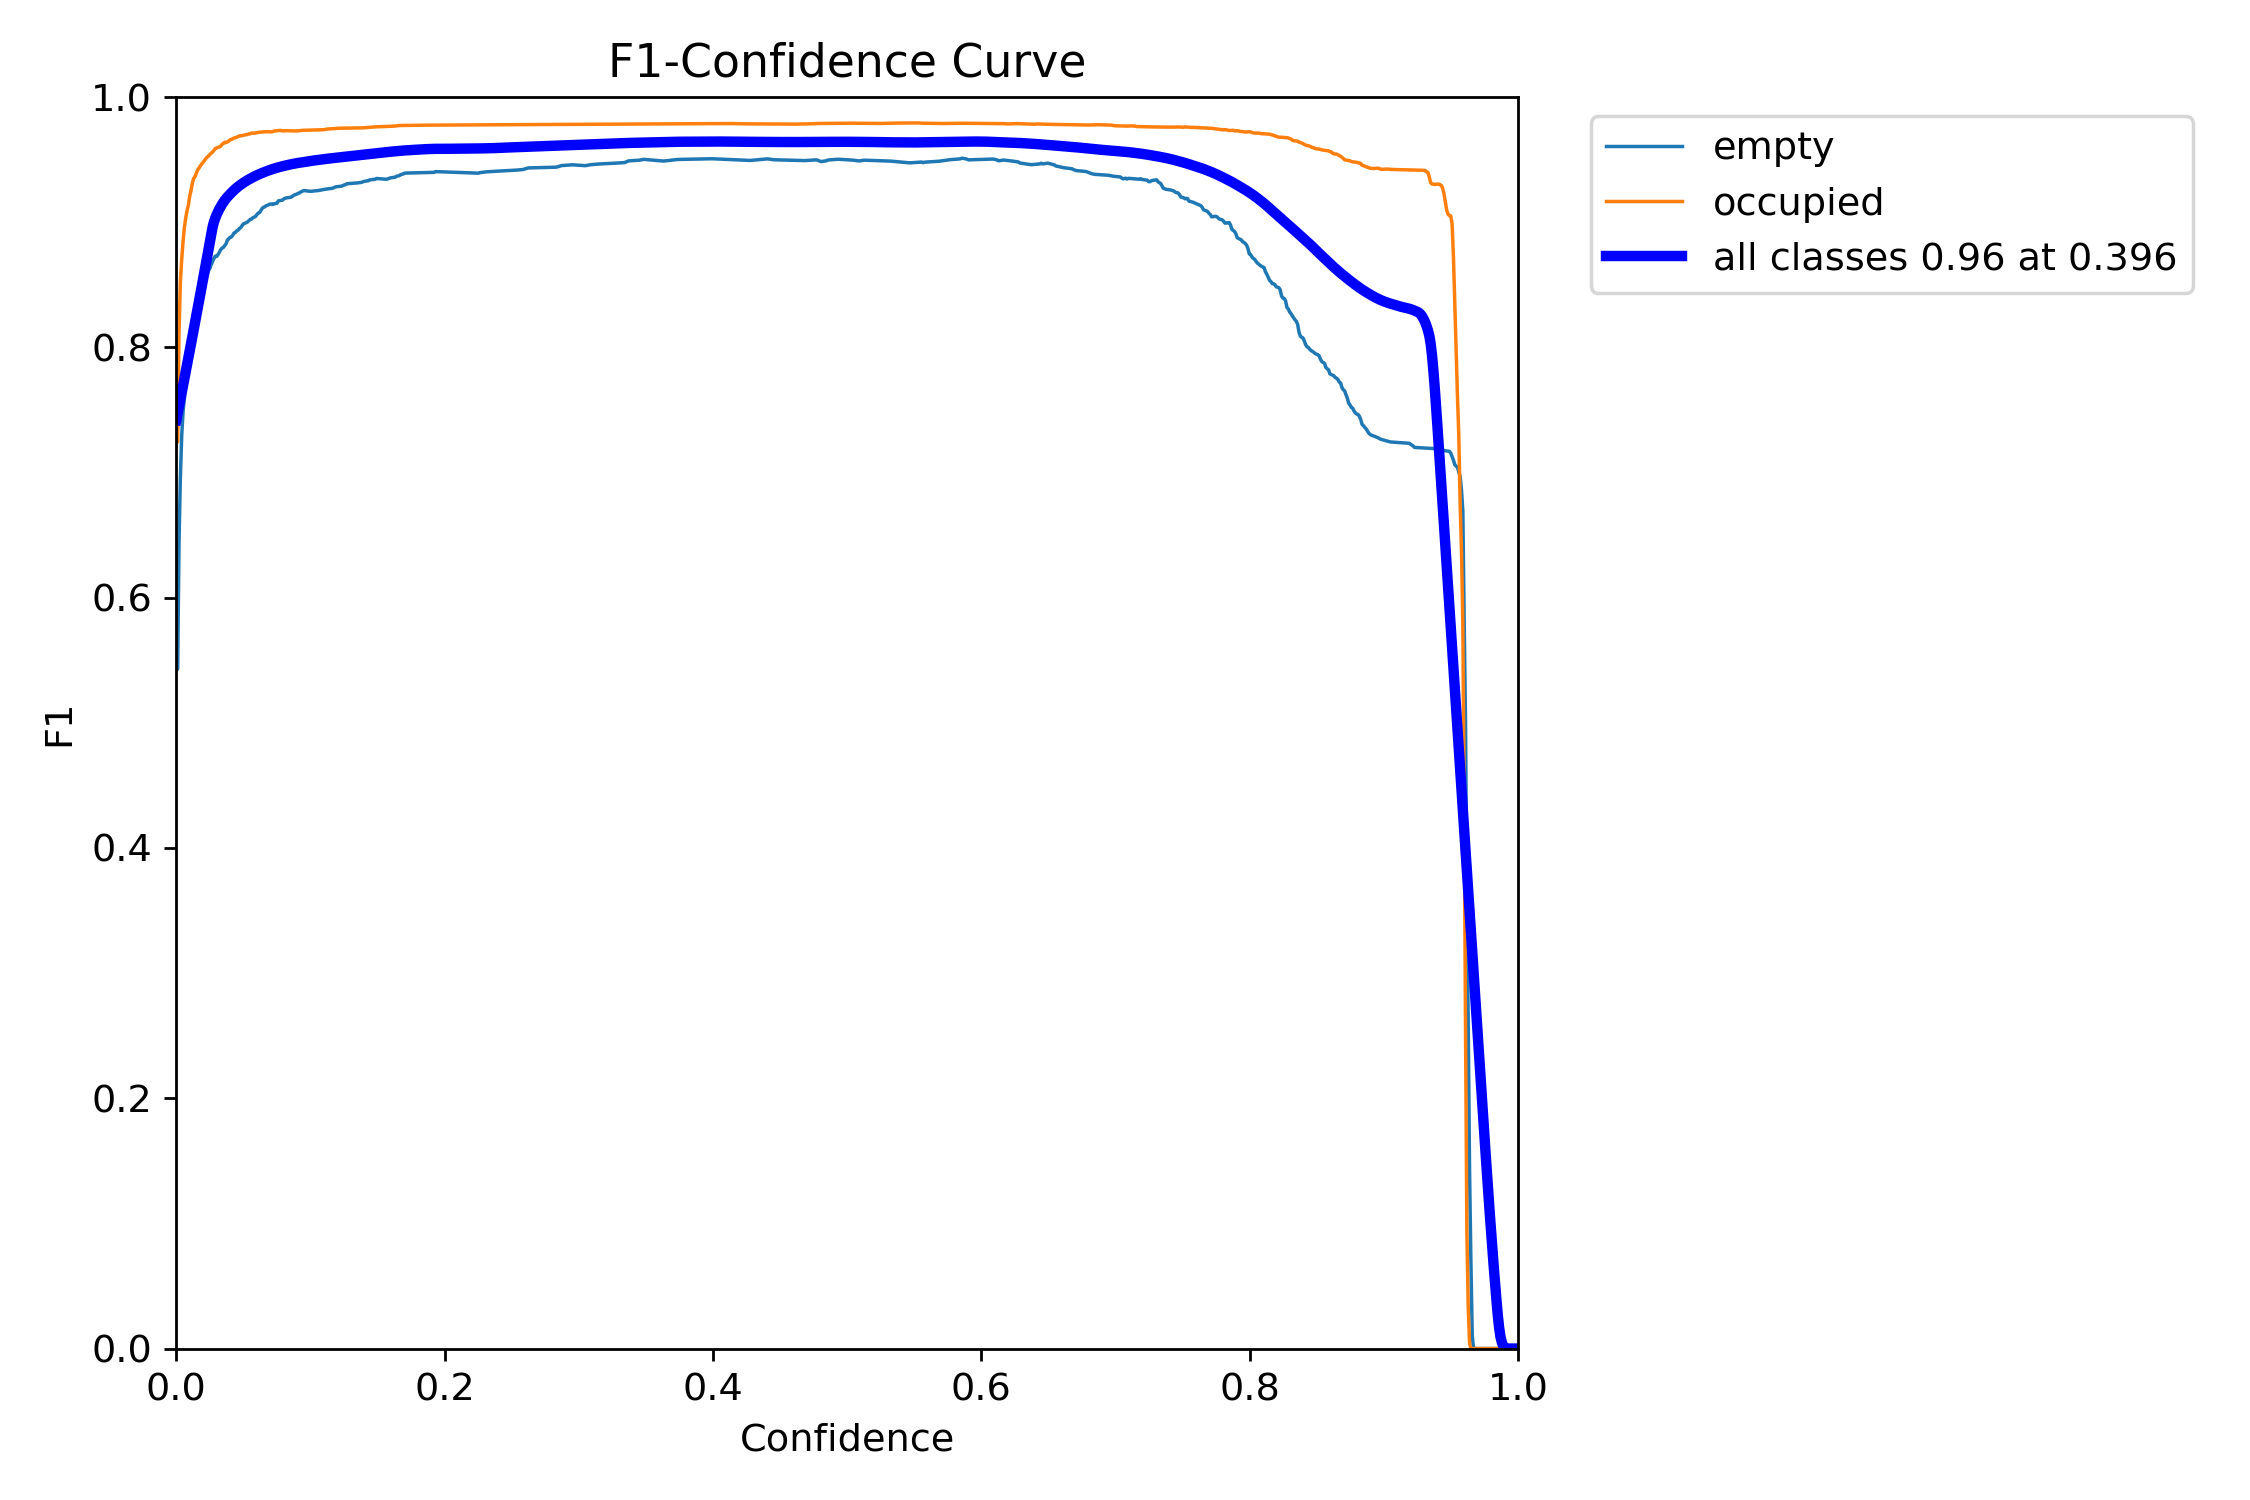 F1-Confidence Curve
1.0
0.8
0.6
0.4
0.2
0.0
F1
0.0 0.2 0.4 0.6 0.8 1.0
Confidence
empty
occupied
all classes 0.96 at 0.396